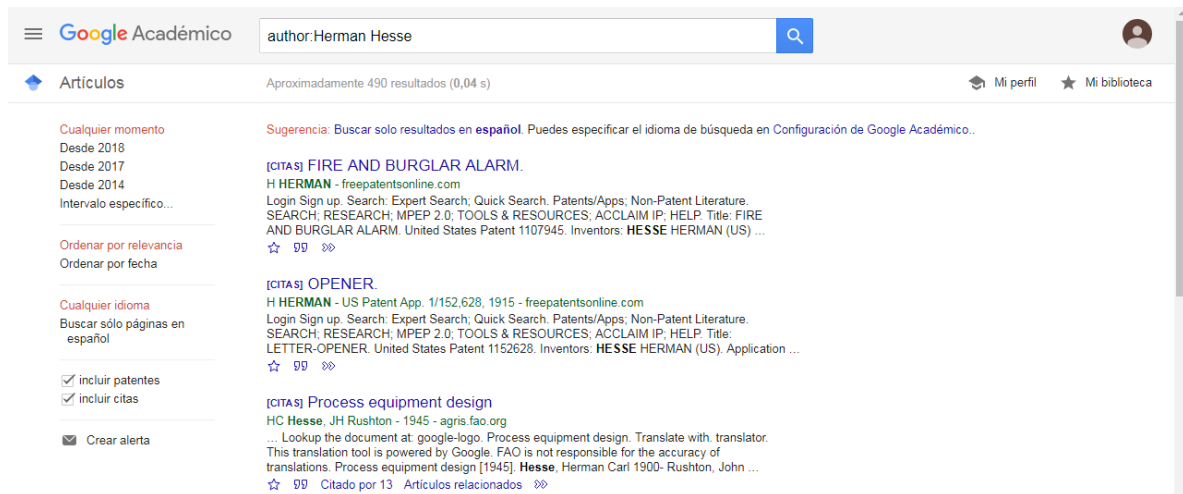 Google Académico
author:Herman Hesse
Artículos
Aproximadamente 490 resultados (0,04 s)
Mi perfil
Mi biblioteca
Cualquier momento
Desde 2018
Desde 2017
Desde 2014
Intervalo específico...
Ordenar por relevancia
Ordenar por fecha
Cualquier idioma
Buscar sólo páginas en
español
incluir patentes
incluir citas
Crear alerta
Sugerencia: Buscar solo resultados en español. Puedes especificar el idioma de búsqueda en Configuración de Google Académico..
[CITAS] FIRE AND BURGLAR ALARM.
H HERMAN - freepatentsonline.com
Login Sign up. Search: Expert Search; Quick Search. Patents/Apps; Non-Patent Literature.
SEARCH; RESEARCH; MPEP 2.0; TOOLS & RESOURCES; ACCLAIM IP; HELP. Title: FIRE
AND BURGLAR ALARM. United States Patent 1107945. Inventors: HESSE HERMAN (US) ...
[CITAS] OPENER.
H HERMAN - US Patent App. 1/152,628, 1915 - freepatentsonline.com
Login Sign up. Search: Expert Search; Quick Search. Patents/Apps; Non-Patent Literature.
SEARCH; RESEARCH; MPEP 2.0; TOOLS & RESOURCES; ACCLAIM IP; HELP. Title:
LETTER-OPENER. United States Patent 1152628. Inventors: HESSE HERMAN (US). Application ...
[CITAS] Process equipment design
HC Hesse, JH Rushton - 1945 - agris.fao.org
... Lookup the document at: google-logo. Process equipment design. Translate with. translator.
This translation tool is powered by Google. FAO is not responsible for the accuracy of
translations. Process equipment design [1945]. Hesse, Herman Carl 1900- Rushton, John ...
Citado por 13 Artículos relacionados